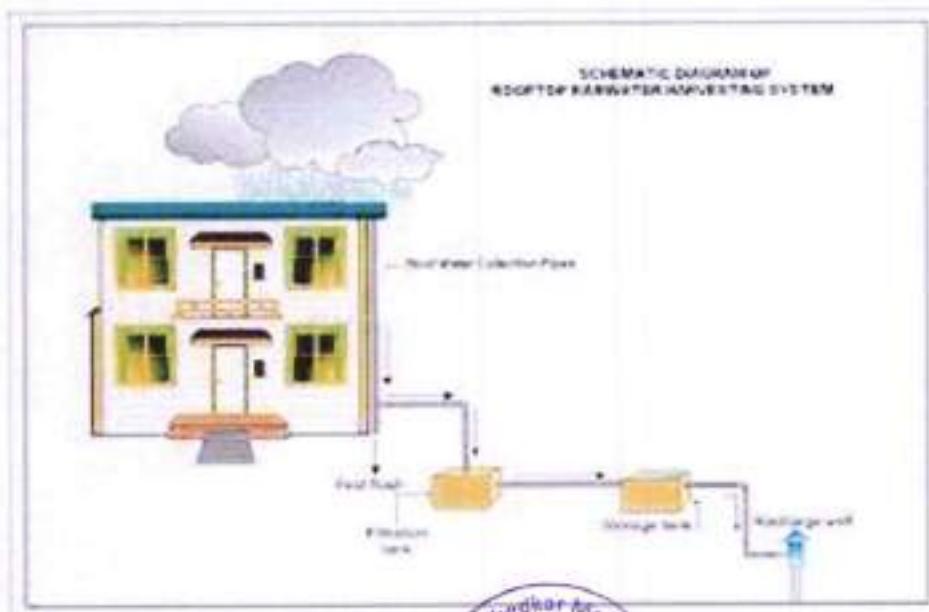 SCHEMATIC DIAGRAM OF
ROOFTOP RAINWATER HARVESTING SYSTEM
Roof Water Collection Pipes
First flush
Filtration
tank
Storage tank
Recharge well